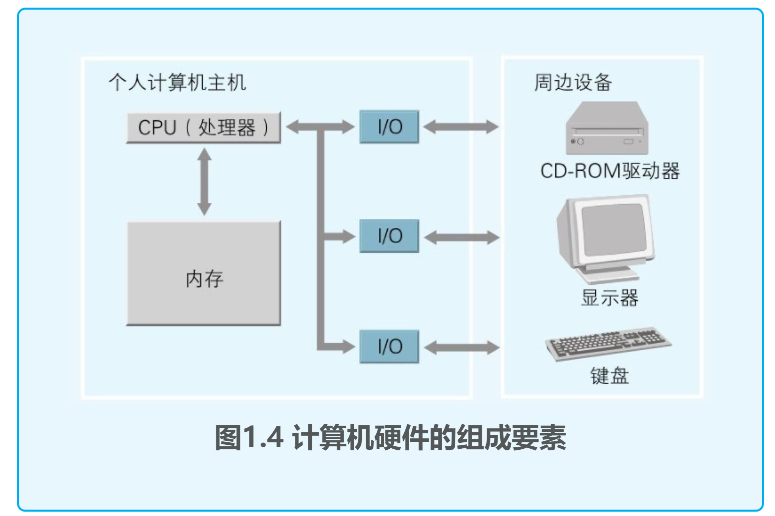 个人计算机主机
周边设备
CPU（处理器）
I/O
CD-ROM驱动器
内存
I/O
显示器
I/O
键盘
图1.4 计算机硬件的组成要素